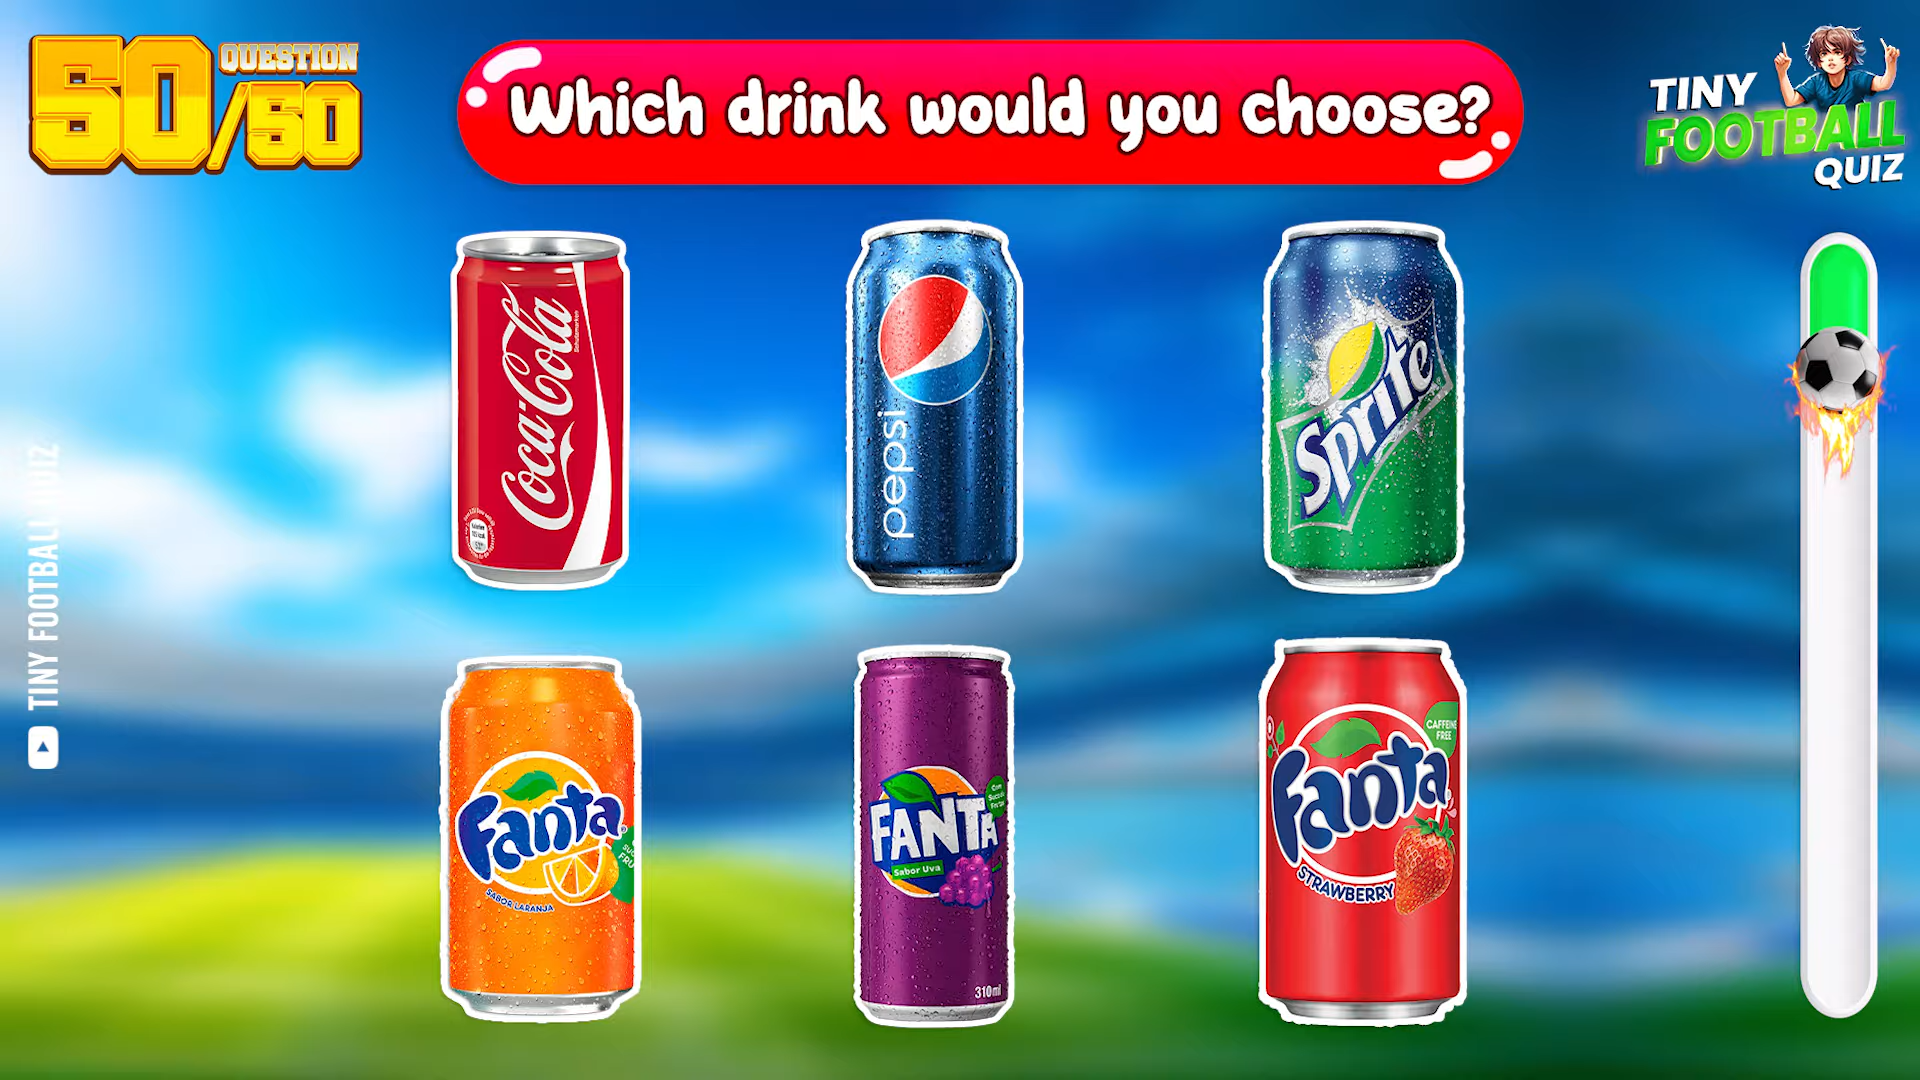 QUESTION
50/50
Which drink would you choose?
TINY
FOOTBALL
QUIZ
Coca-Cola
pepsi
Sprite
TINY FOOTBALL QUIZ
Fanta
SABOR LARANJA
FANTA
Sabor Uva
310ml
CAFFEINE
FREE
Fanta
STRAWBERRY